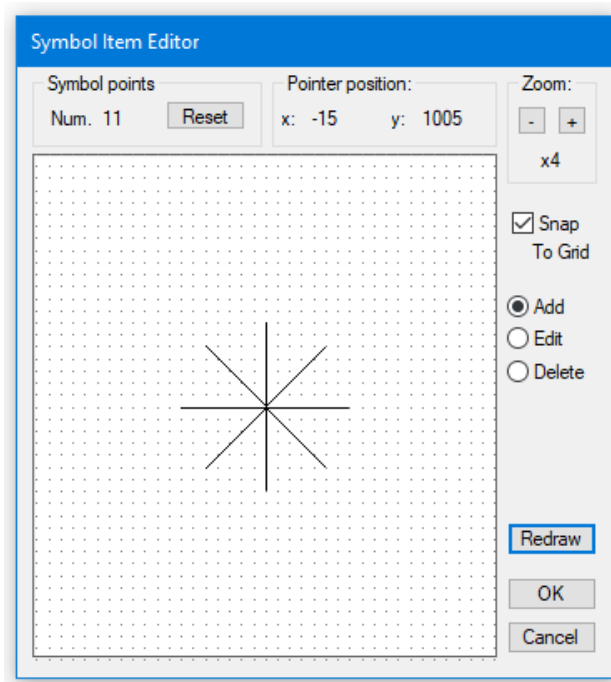 Symbol Item Editor
Symbol points
Num. 11 Reset
Pointer position:
x: -15 y: 1005
Zoom:
- +
x4
Snap
To Grid
Add
Edit
Delete
Redraw
OK
Cancel